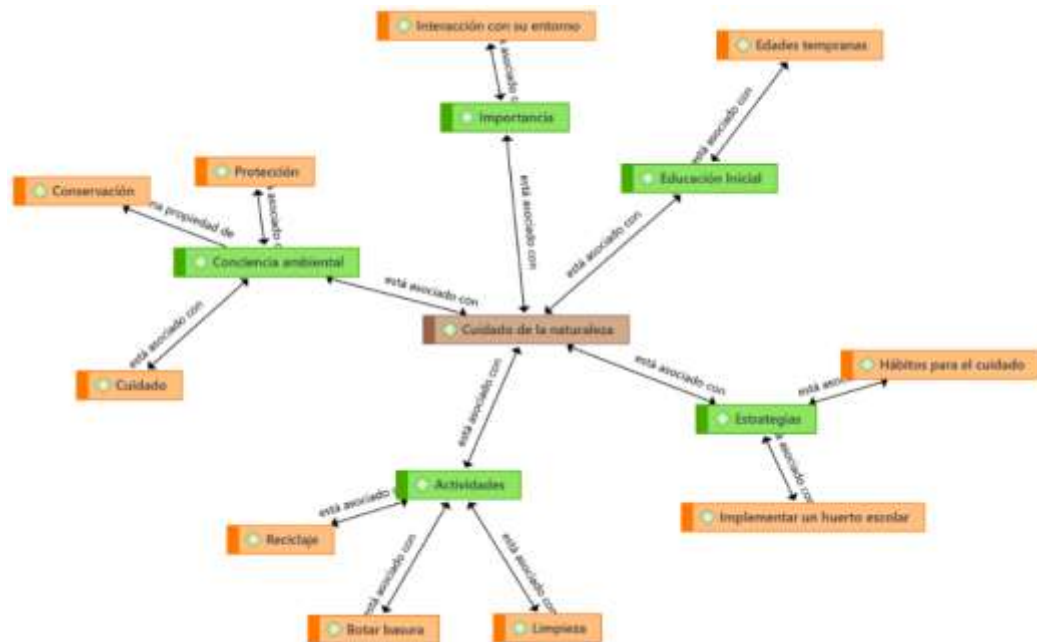 Interacción con su entorno
Edades tempranas
está asociado con
Importancia
está asociado con
Protección
Educación Inicial
Conservación
propiedad de
está asociado con
asociado
Conciencia ambiental
está asociado con
está asociado con
Cuidado de la naturaleza
está asociado con
está asociado con
Hábitos para el cuidado
Cuidado
está
Estrategias
está asociado con
asociado con
Actividades
está asociado
Implementar un huerto escolar
Reciclaje
está asociado con
está asociado con
Botar basura
Limpieza